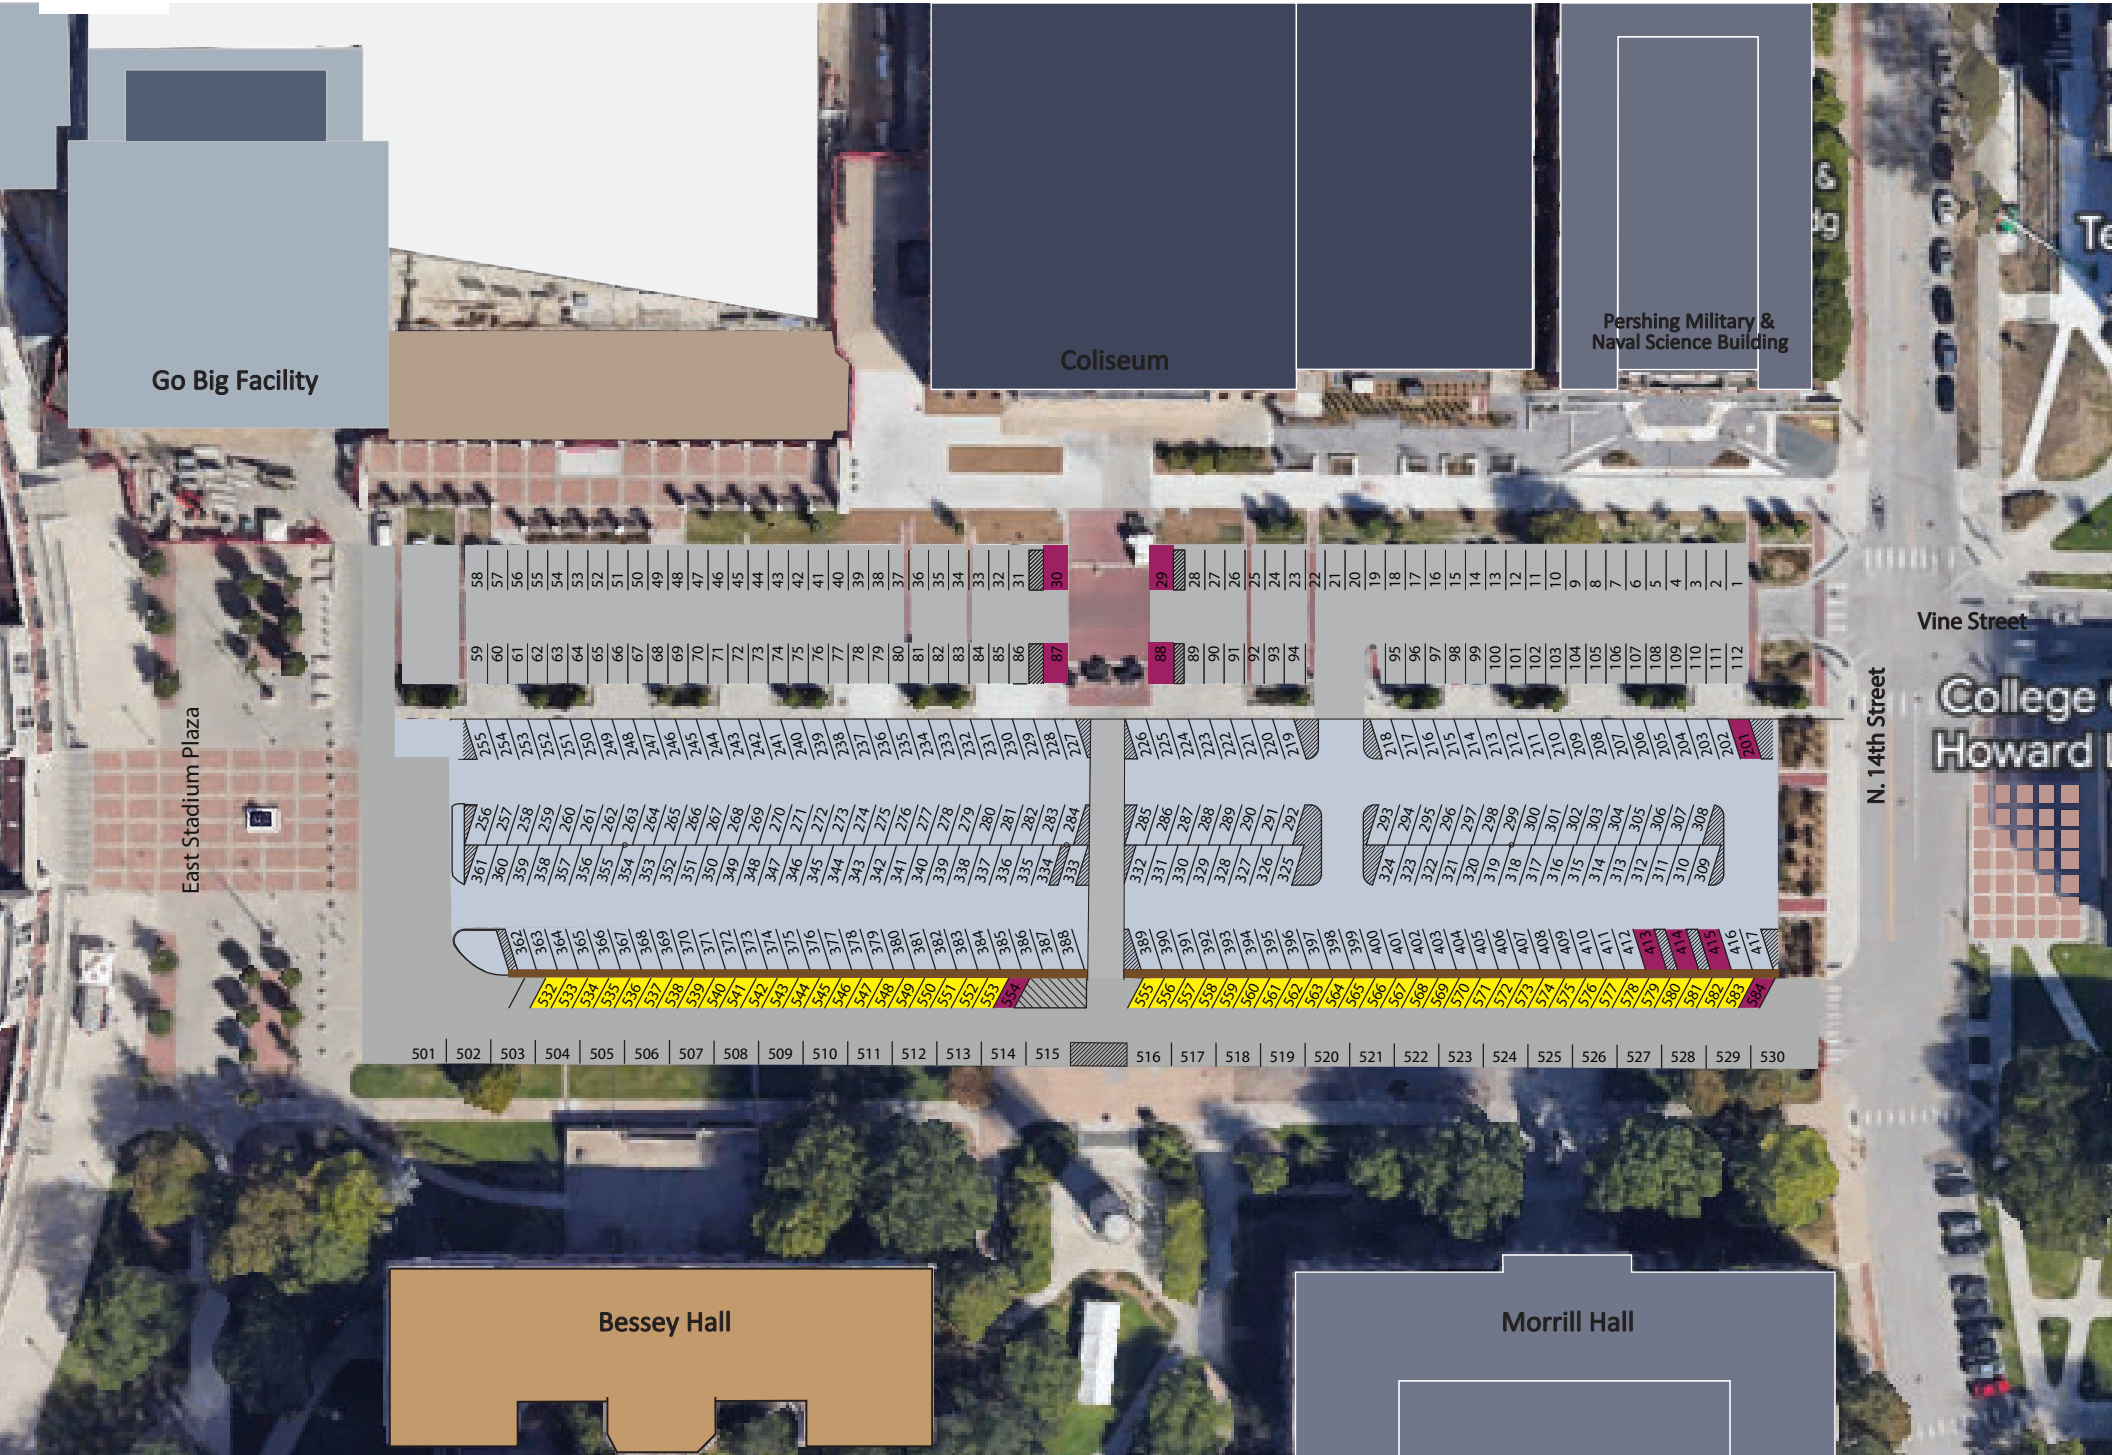 Go Big Facility
Coliseum
Pershing Military &
Naval Science Building
&
dg
Te
58 57 56 55 54 53 52 51 50 49 48 47 46 45 44 43 42 41 40 39 38 37 36 35 34 33 32 31 30 29 28 27 26 25 24 23 22 21 20 19 18 17 16 15 14 13 12 11 10 9 8 7 6 5 4 3 2 1
Vine Street
59 60 61 62 63 64 65 66 67 68 69 70 71 72 73 74 75 76 77 78 79 80 81 82 83 84 85 86 87 88 89 90 91 92 93 94 95 96 97 98 99 100 101 102 103 104 105 106 107 108 109 110 111 112
N. 14th Street
College
Howard
East Stadium Plaza
255 254 253 252 251 250 249 248 247 246 245 244 243 242 241 240 239 238 237 236 235 234 233 232 231 230 229 228 227 226 225 224 223 222 221 220 219 218 217 216 215 214 213 212 211 210 209 208 207 206 205 204 203 202 201
256 257 258 259 260 261 262 263 264 265 266 267 268 269 270 271 272 273 274 275 276 277 278 279 280 281 282 283 284 285 286 287 288 289 290 291 292 293 294 295 296 297 298 299 300 301 302 303 304 305 306 307 308
361 360 359 358 357 356 355 354 353 352 351 350 349 348 347 346 345 344 343 342 341 340 339 338 337 336 335 334 333 332 331 330 329 328 327 326 325 324 323 322 321 320 319 318 317 316 315 314 313 312 311 310 309
362 363 364 365 366 367 368 369 370 371 372 373 374 375 376 377 378 379 380 381 382 383 384 385 386 387 388 389 390 391 392 393 394 395 396 397 398 399 400 401 402 403 404 405 406 407 408 409 410 411 412 413 414 415 416 417
532 533 534 535 536 537 538 539 540 541 542 543 544 545 546 547 548 549 550 551 552 553 554 555 556 557 558 559 560 561 562 563 564 565 566 567 568 569 570 571 572 573 574 575 576 577 578 579 580 581 582 583 584
501 502 503 504 505 506 507 508 509 510 511 512 513 514 515 516 517 518 519 520 521 522 523 524 525 526 527 528 529 530
Bessey Hall
Morrill Hall